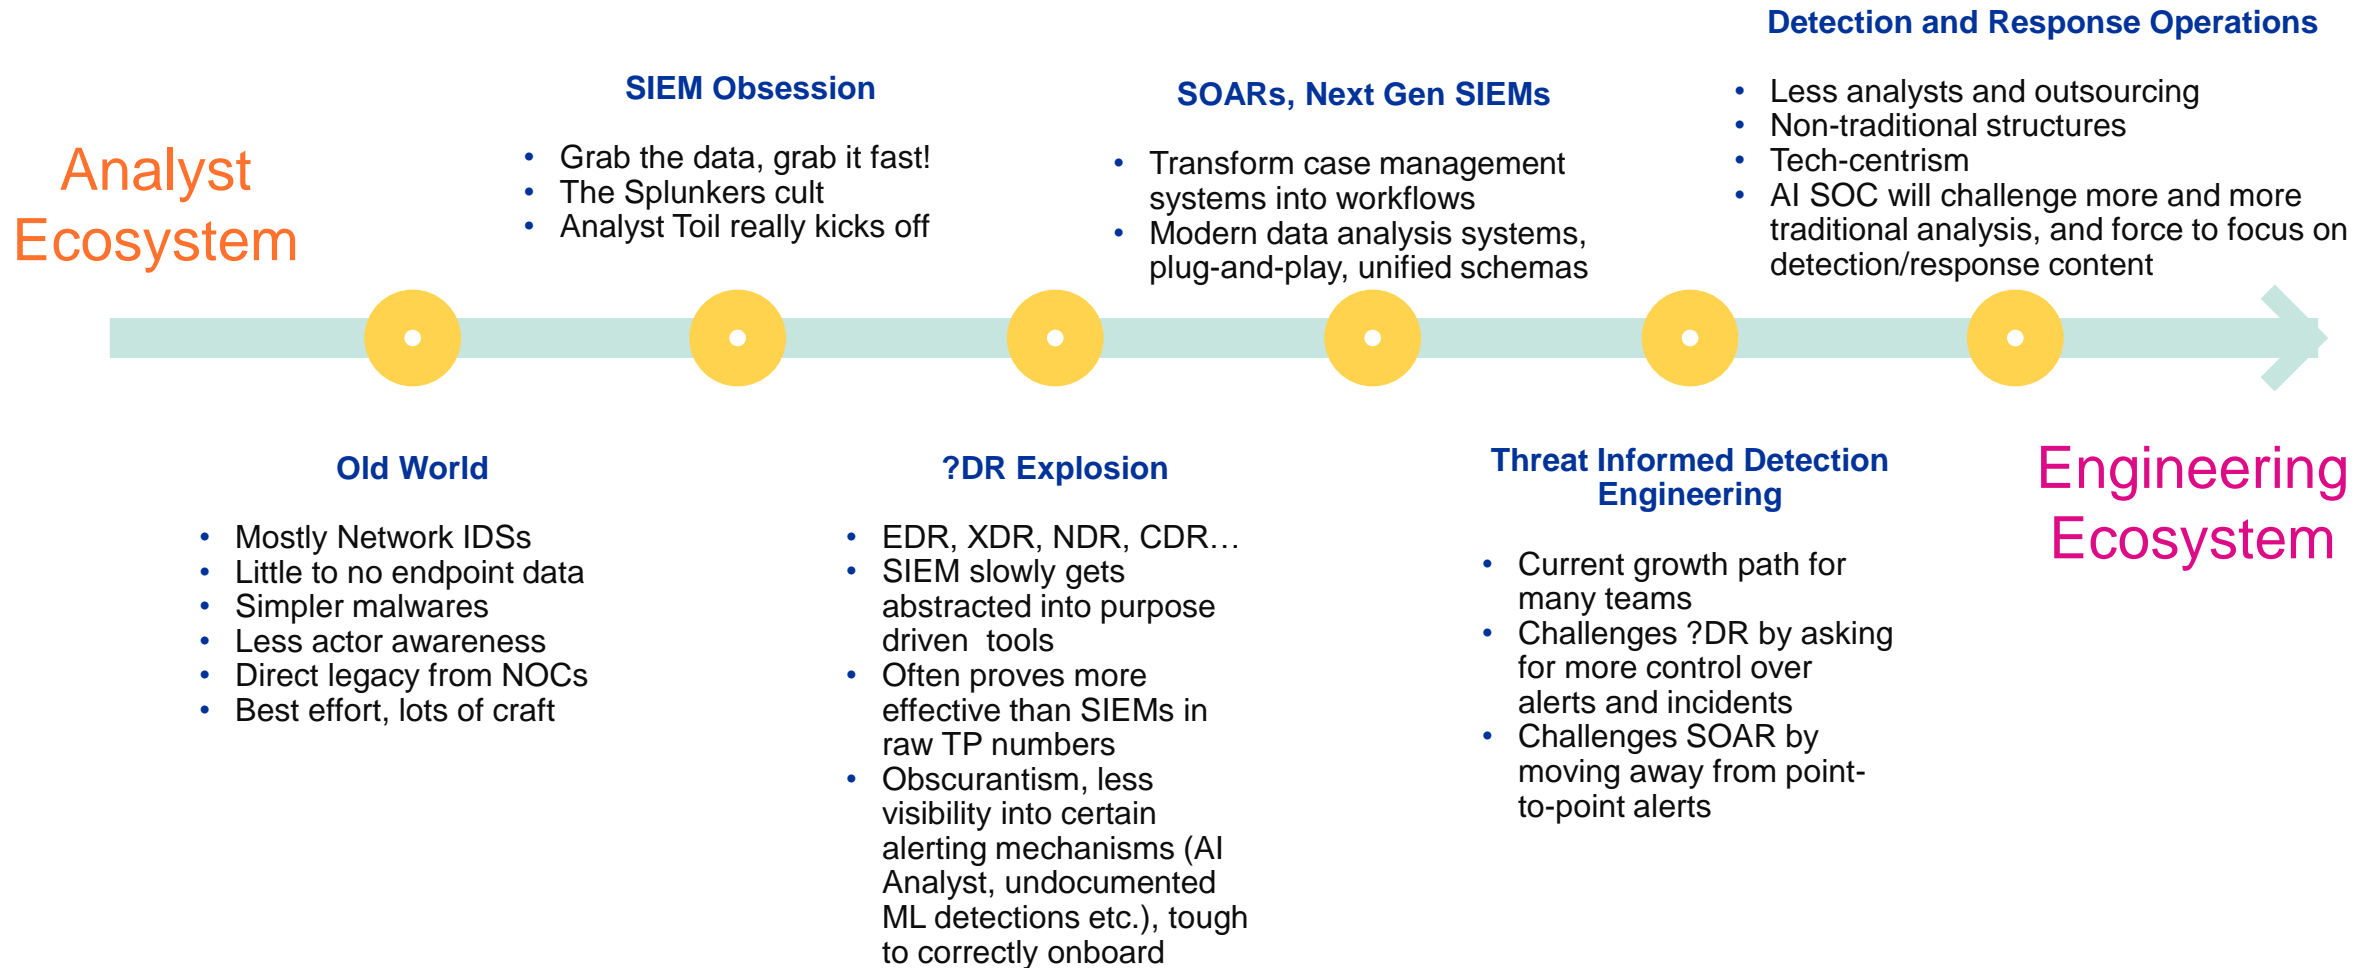 Analyst
Ecosystem
Old World
• Mostly Network IDSs
• Little to no endpoint data
• Simpler malwares
• Less actor awareness
• Direct legacy from NOCs
• Best effort, lots of craft
SIEM Obsession
• Grab the data, grab it fast!
• The Splunkers cult
• Analyst Toil really kicks off
?DR Explosion
• EDR, XDR, NDR, CDR…
• SIEM slowly gets
abstracted into purpose
driven  tools
• Often proves more
effective than SIEMs in
raw TP numbers
• Obscurantism, less
visibility into certain
alerting mechanisms (AI
Analyst, undocumented
ML detections etc.), tough
to correctly onboard
SOARs, Next Gen SIEMs
• Transform case management
systems into workflows
• Modern data analysis systems,
plug-and-play, unified schemas
Threat Informed Detection
Engineering
• Current growth path for
many teams
• Challenges ?DR by asking
for more control over
alerts and incidents
• Challenges SOAR by
moving away from point-
to-point alerts
Detection and Response Operations
• Less analysts and outsourcing
• Non-traditional structures
• Tech-centrism
• AI SOC will challenge more and more
traditional analysis, and force to focus on
detection/response content
Engineering
Ecosystem